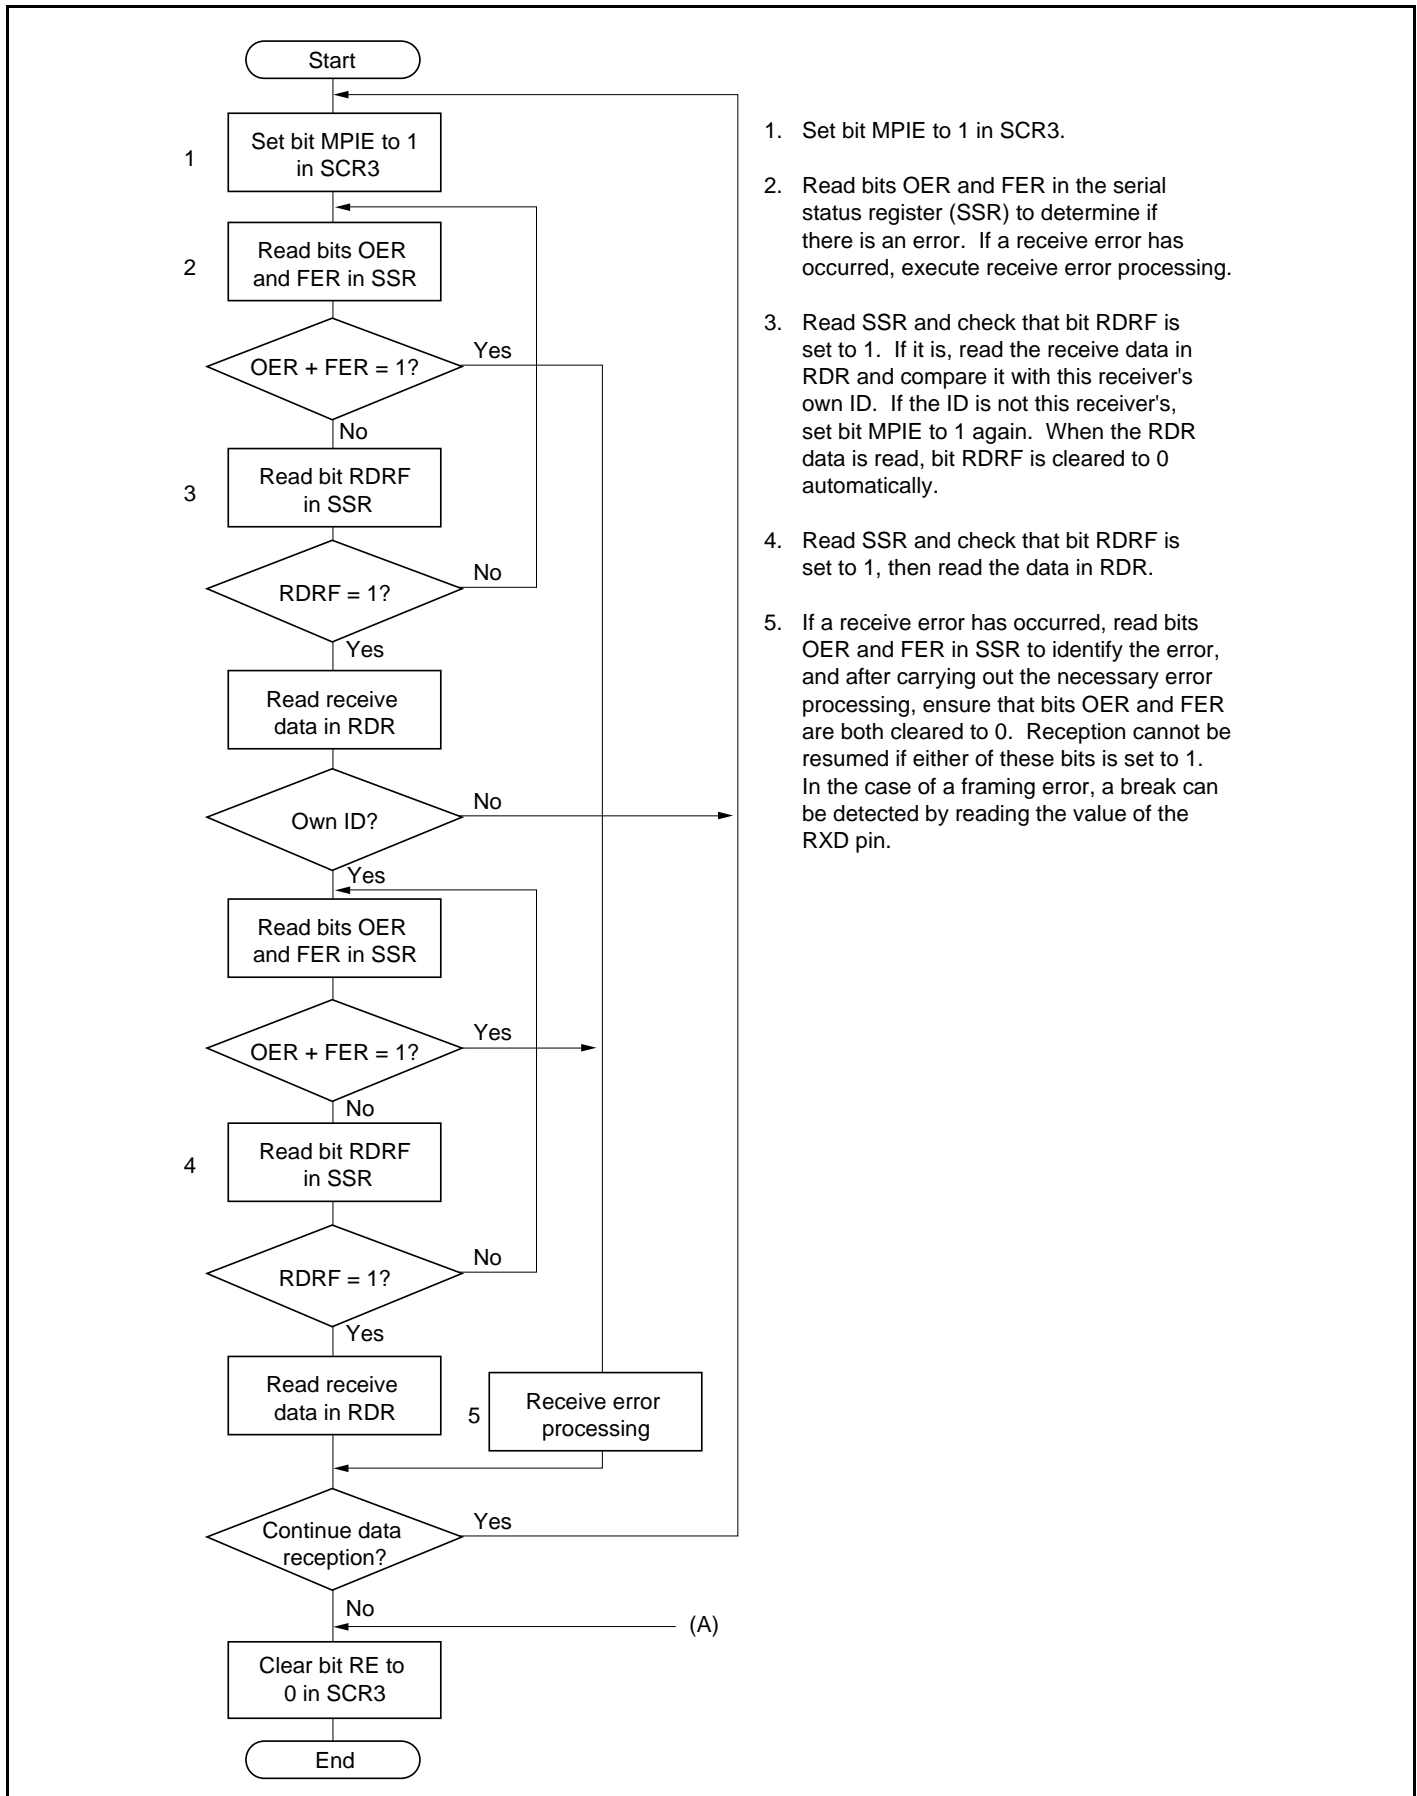 Start
Set bit MPIE to 1
in SCR3
1
Read bits OER
and FER in SSR
2
OER + FER = 1?
Yes
No
Read bit RDRF
in SSR
3
RDRF = 1?
No
Yes
Read receive
data in RDR
Own ID?
No
Yes
Read bits OER
and FER in SSR
OER + FER = 1?
Yes
No
Read bit RDRF
in SSR
4
RDRF = 1?
No
Yes
Read receive
data in RDR
5
Receive error
processing
Continue data
reception?
Yes
No
(A)
Clear bit RE to
0 in SCR3
End
1. Set bit MPIE to 1 in SCR3.
2. Read bits OER and FER in the serial
status register (SSR) to determine if
there is an error. If a receive error has
occurred, execute receive error processing.
3. Read SSR and check that bit RDRF is
set to 1. If it is, read the receive data in
RDR and compare it with this receiver's
own ID. If the ID is not this receiver's,
set bit MPIE to 1 again. When the RDR
data is read, bit RDRF is cleared to 0
automatically.
4. Read SSR and check that bit RDRF is
set to 1, then read the data in RDR.
5. If a receive error has occurred, read bits
OER and FER in SSR to identify the error,
and after carrying out the necessary error
processing, ensure that bits OER and FER
are both cleared to 0. Reception cannot be
resumed if either of these bits is set to 1.
In the case of a framing error, a break can
be detected by reading the value of the
RXD pin.